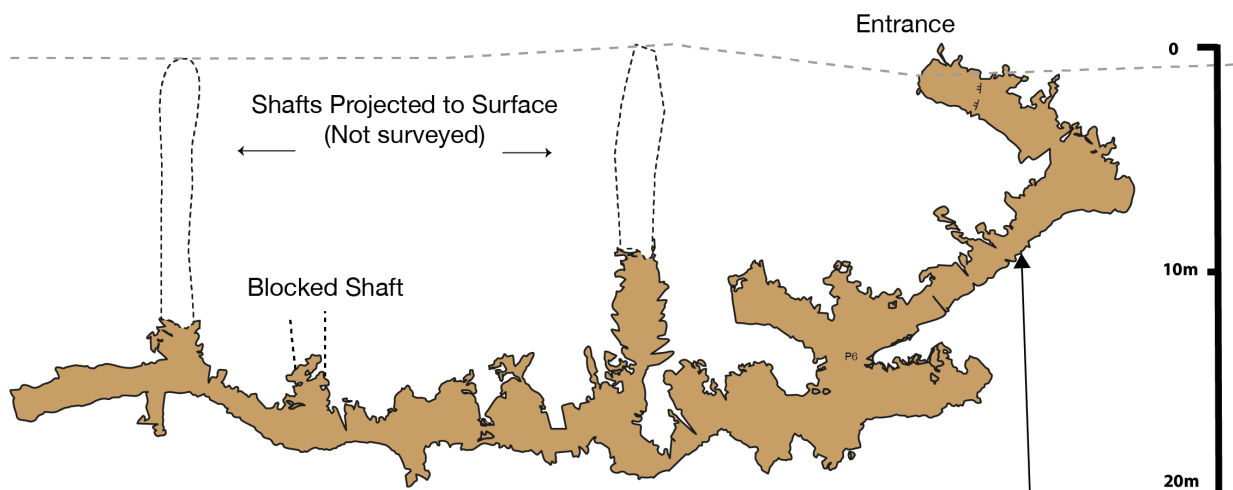 Entrance
0
Shafts Projected to Surface
(Not surveyed)
10m
Blocked Shaft
P6
20m